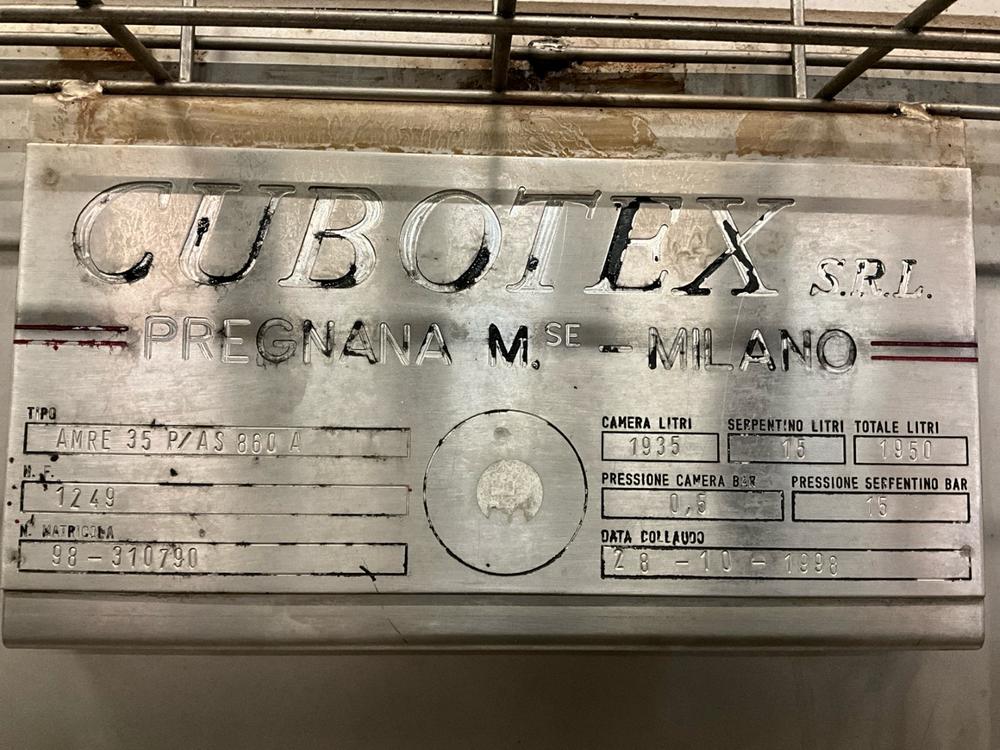 CUBOTEX S.R.L.
PREGNANA M.SE - MILANO
TIPO
AMRE 35 P/AS 860 A
N. F.
1249
N. MATRICOLA
98-310790
CAMERA LITRI SERPENTINO LITRI TOTALE LITRI
1935 15 1950
PRESSIONE CAMERA BAR PRESSIONE SERPENTINO BAR
0,5 15
DATA COLLAUDO
28-10-1998